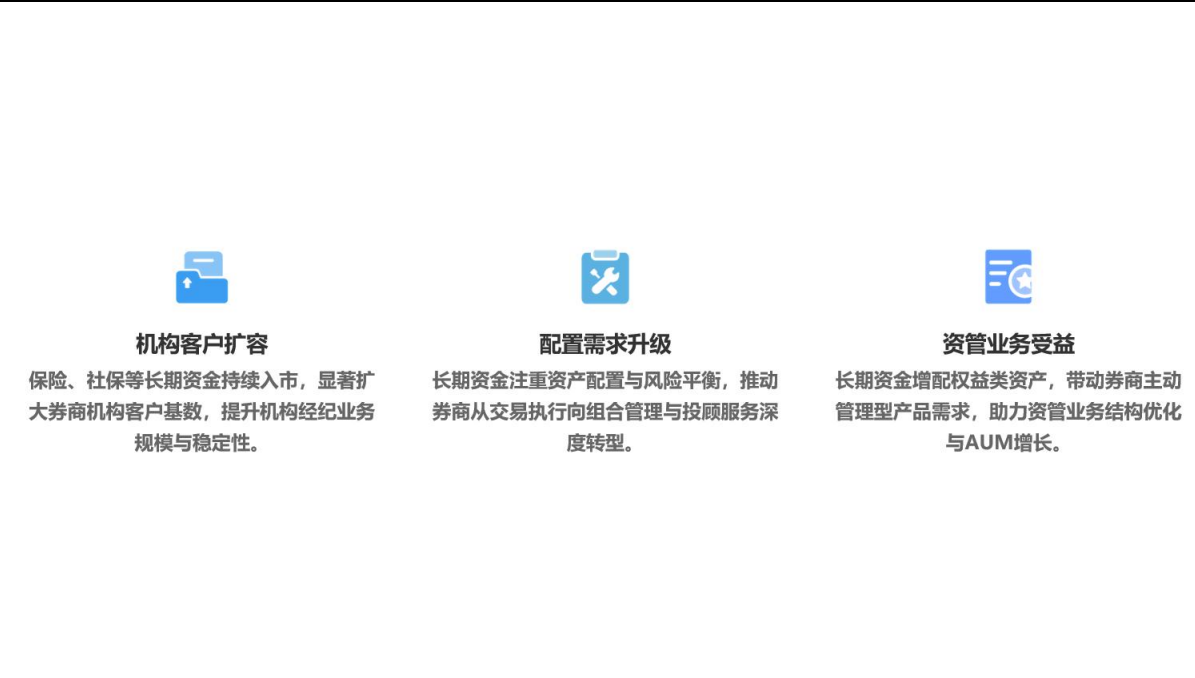 机构客户扩容
保险、社保等长期资金持续入市，显著扩
大券商机构客户基数，提升机构经纪业务
规模与稳定性。
配置需求升级
长期资金注重资产配置与风险平衡，推动
券商从交易执行向组合管理与投顾服务深
度转型。
资管业务受益
长期资金增配权益类资产，带动券商主动
管理型产品需求，助力资管业务结构优化
与AUM增长。